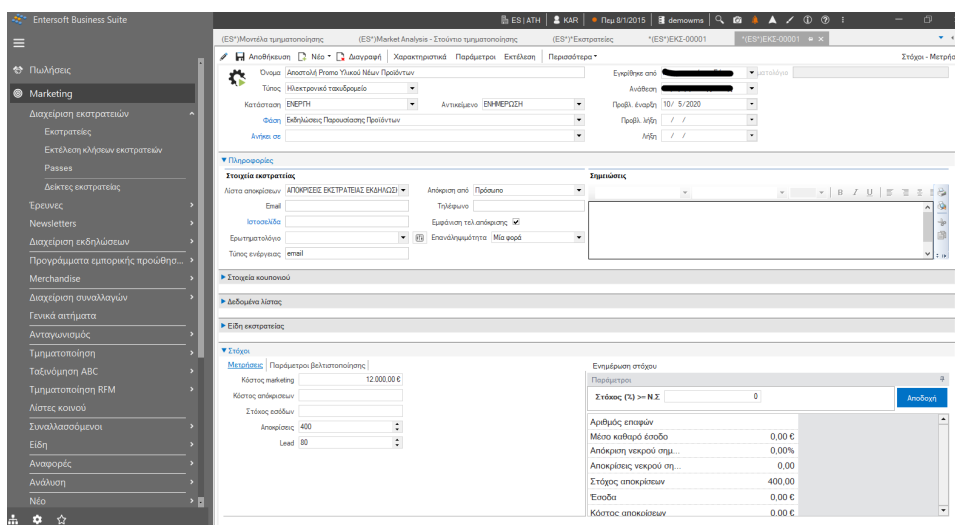 Entersoft Business Suite
ES | ATH
KAR
Πεμ 8/1/2015
demowms
(ES*)Μοντέλα τμηματοποίησης
(ES*)Market Analysis - Στούντιο τμηματοποίησης
(ES*)*Εκστρατείες
*(ES*)ΕΚΣ-00001
*(ES*)ΕΚΣ-00001
Αποθήκευση
Νέο
Διαγραφή
Χαρακτηριστικά
Παράμετροι
Εκτέλεση
Περισσότερα
Στόχοι - Μετρήσ
Πωλήσεις
Marketing
Διαχείριση εκστρατειών
Εκστρατείες
Εκτέλεση κλήσεων εκστρατειών
Passes
Δείκτες εκστρατείας
Έρευνες
Newsletters
Διαχείριση εκδηλώσεων
Προγράμματα εμπορικής προώθησ...
Merchandise
Διαχείριση συναλλαγών
Γενικά αιτήματα
Ανταγωνισμός
Τμηματοποίηση
Ταξινόμηση ABC
Τμηματοποίηση RFM
Λίστες κοινού
Συναλλασσόμενοι
Είδη
Αναφορές
Ανάλυση
Νέο
Όνομα Αποστολή Promo Υλικού Νέων Προϊόντων
Εγκρίθηκε από
ματολόγιο
Τύπος Ηλεκτρονικό ταχυδρομείο
Ανάθεση
Κατάσταση ΕΝΕΡΓΗ
Αντικείμενο ΕΝΗΜΕΡΩΣΗ
Προβλ. έναρξη 10/ 5/2020
Φάση Εκδηλώσεις Παρουσίασης Προϊόντων
Προβλ. λήξη / /
Ανήκει σε
Λήξη / /
Πληροφορίες
Στοιχεία εκστρατείας
Σημειώσεις
Λίστα αποκρίσεων ΑΠΟΚΡΙΣΕΙΣ ΕΚΣΤΡΑΤΕΙΑΣ ΕΚΔΗΛΩΣΙ
Απόκριση από Πρόσωπο
B I U
Email
Τηλέφωνο
Ιστοσελίδα
Εμφάνιση τελ.απόκρισης
Ερωτηματολόγιο
Επαναληψιμότητα Μία φορά
Τύπος ενέργειας email
Στοιχεία κουπονιού
Δεδομένα λίστας
Είδη εκστρατείας
Στόχοι
Μετρήσεις
Παράμετροι βελτιστοποίησης
Κόστος marketing 12.000,00 €
Κόστος απόκρισεων
Στόχος εσόδων
Αποκρίσεις 400
Lead 80
Ενημέρωση στόχου
Παράμετροι
Στόχος (%) >= Ν.Σ 0
Αποδοχή
Αριθμός επαφών
Μέσο καθαρό έσοδο 0,00 €
Απόκριση νεκρού σημ... 0,00%
Αποκρίσεις νεκρού ση... 0,00
Στόχος αποκρίσεων 400,00
Έσοδα 0,00 €
Κόστος αποκρίσεων 0,00 €